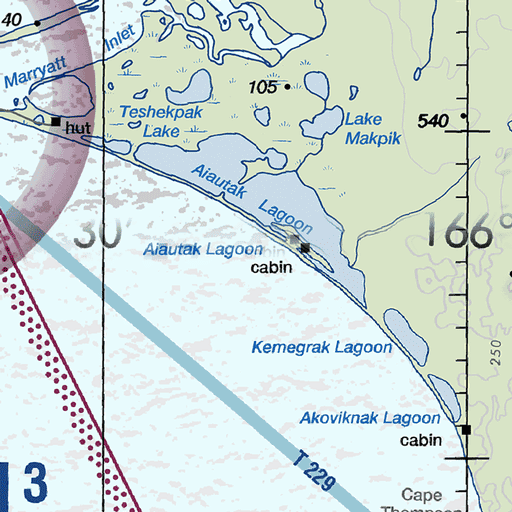 40
Marryatt Inlet
hut
Teshekpak
Lake
105
Lake
Makpik
540
Aiautak Lagoon
30'
166°
Aiautak Lagoon
cabin
Kemegrak Lagoon
250
Akoviknak Lagoon
cabin
T 229
13
Cape
Thompson